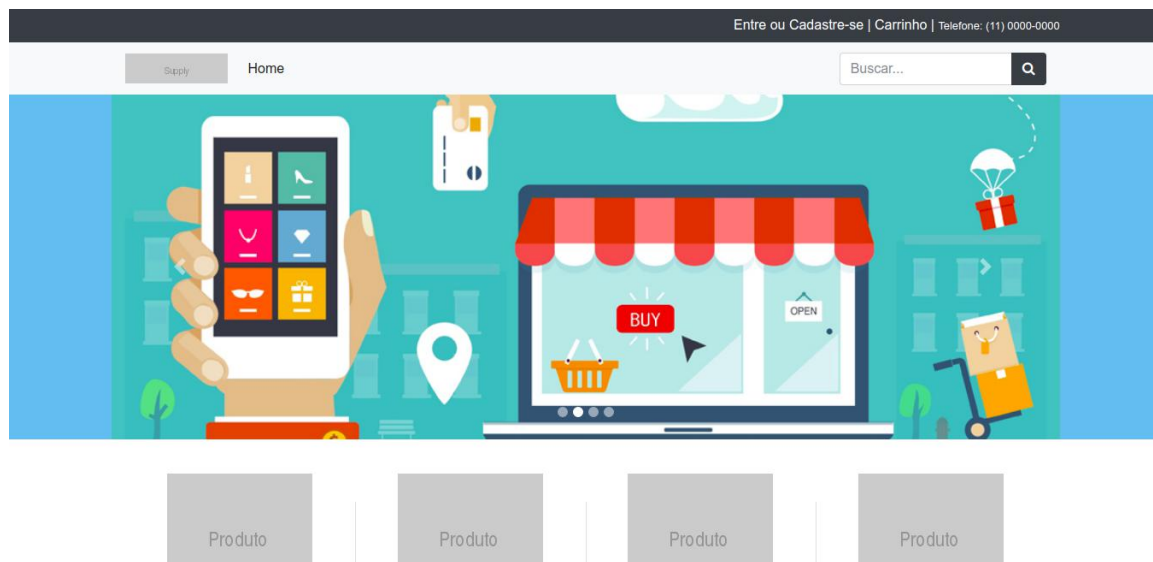 Entre ou Cadastre-se | Carrinho | Telefone: (11) 0000-0000
Supply Home Buscar...
BUY
OPEN
Produto Produto Produto Produto